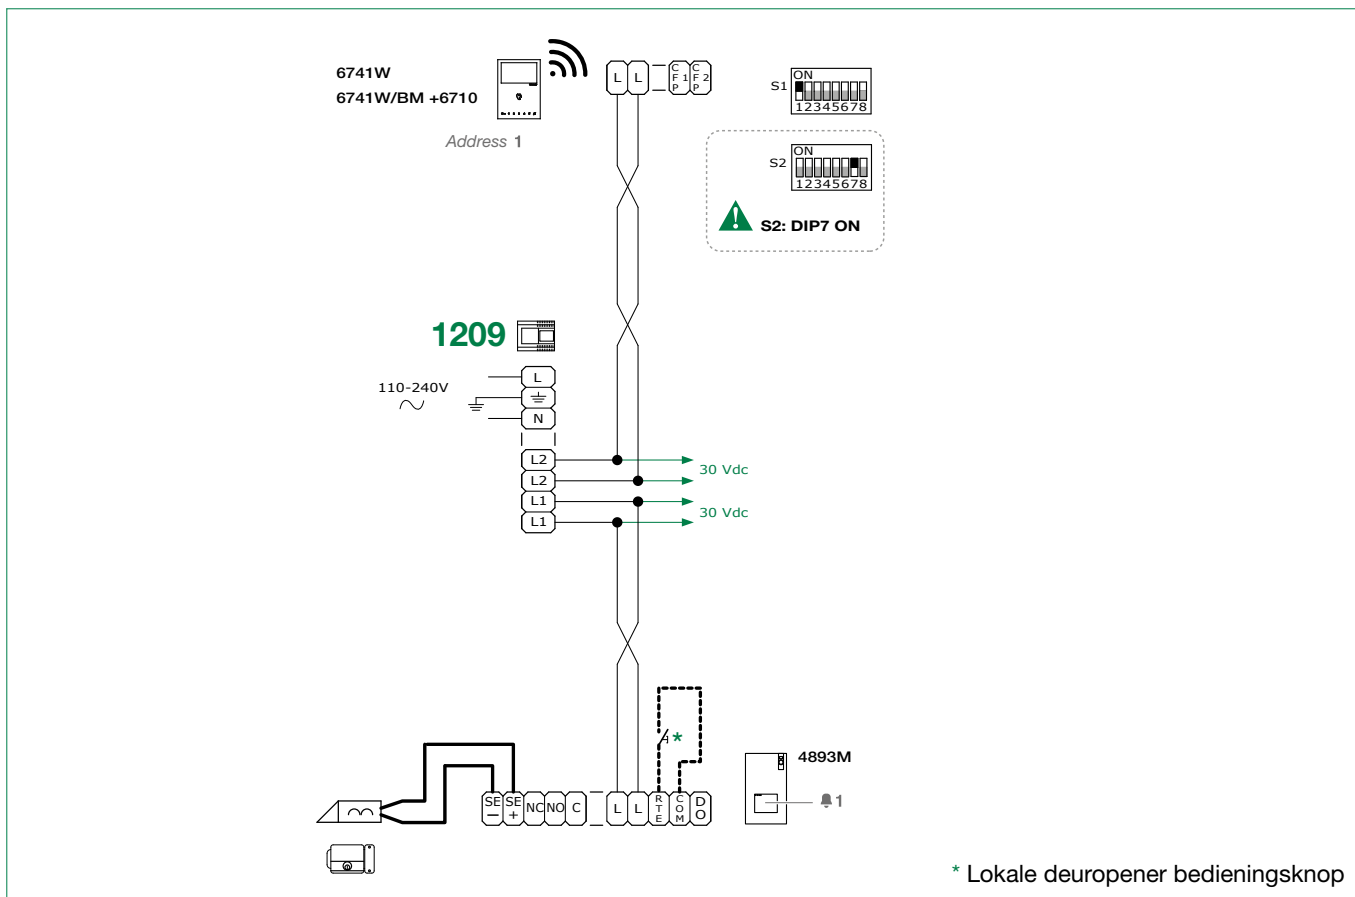 6741W
6741W/BM +6710
Address 1
L L CFP1 CFP2
S1
ON
12345678
S2
ON
12345678
S2: DIP7 ON
1209
110-240V
L
N
L2
L2
L1
L1
30 Vdc
30 Vdc
*
4893M
1
SE − SE + NC NO C L L RTE COM DO
* Lokale deuropener bedieningsknop